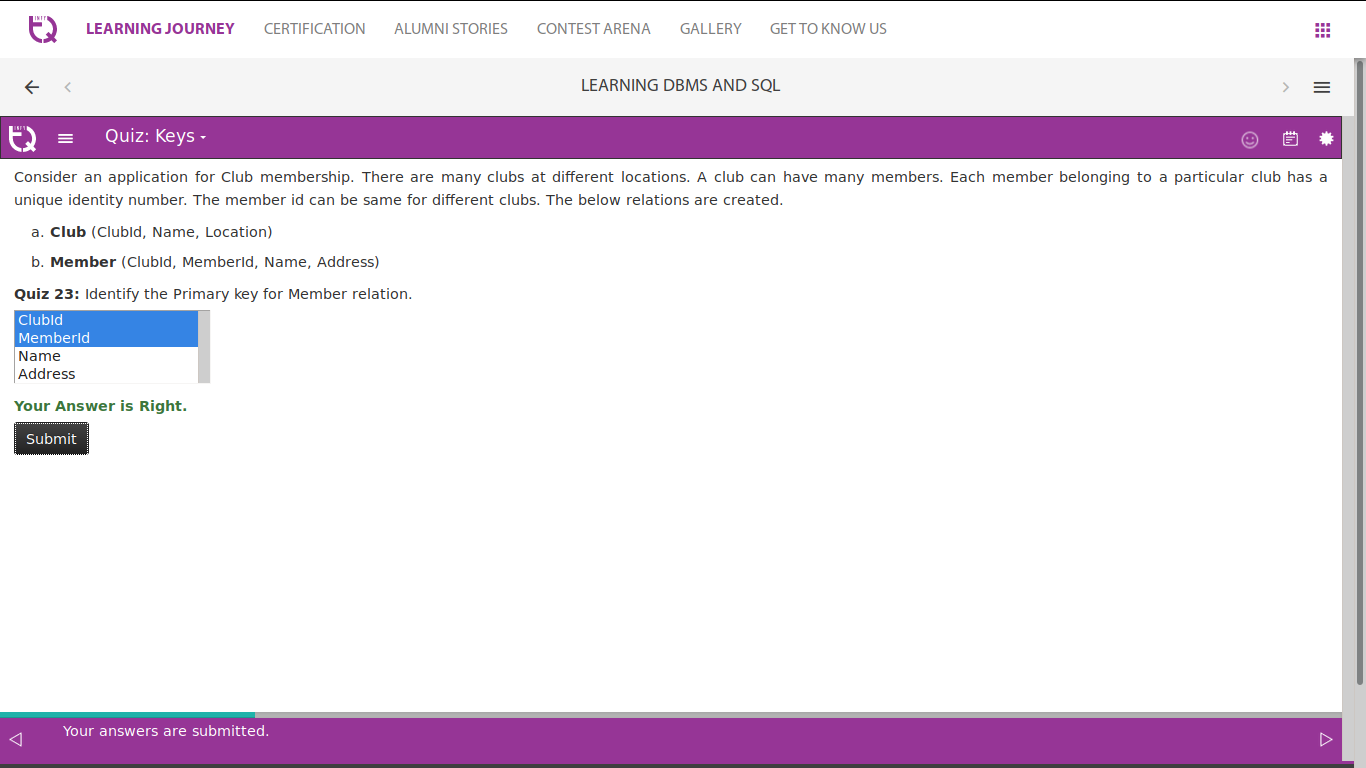 INFY
TQ
LEARNING JOURNEY CERTIFICATION ALUMNI STORIES CONTEST ARENA GALLERY GET TO KNOW US
LEARNING DBMS AND SQL
INFY
TQ
Quiz: Keys
Consider an application for Club membership. There are many clubs at different locations. A club can have many members. Each member belonging to a particular club has a
unique identity number. The member id can be same for different clubs. The below relations are created.
a. Club (ClubId, Name, Location)
b. Member (ClubId, MemberId, Name, Address)
Quiz 23: Identify the Primary key for Member relation.
ClubId
MemberId
Name
Address
Your Answer is Right.
Submit
Your answers are submitted.